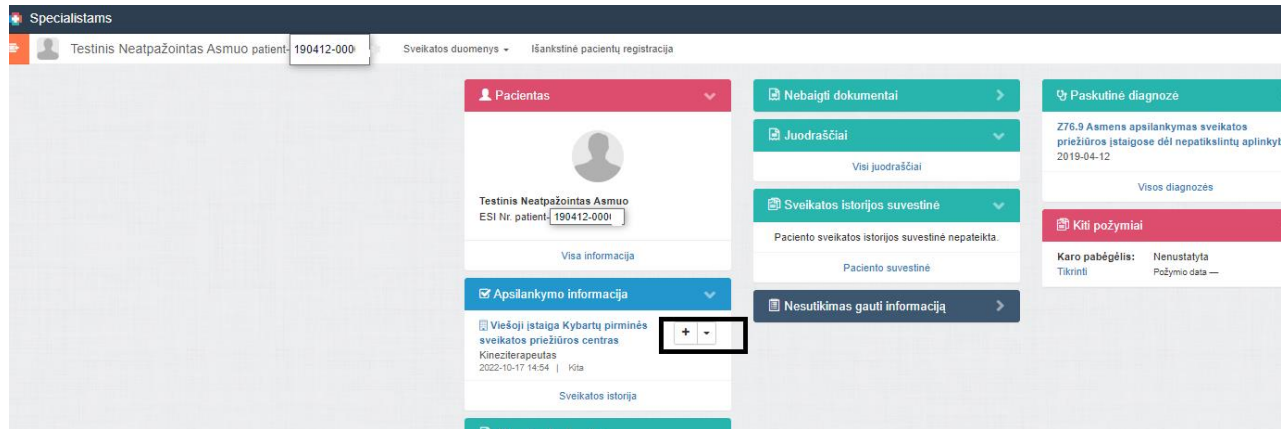 Specialistams
Testinis Neatpažointas Asmuo patient- 190412-000
Sveikatos duomenys
Išankstinė pacientų registracija
Pacientas
Testinis Neatpažointas Asmuo
ESI Nr. patient- 190412-000
Visa informacija
Apsilankymo informacija
Viešoji įstaiga Kybartų pirminės
sveikatos priežiūros centras
Kineziterapeutas
2022-10-17 14:54 | Kita
+
Sveikatos istorija
Nebaigti dokumentai
Juodraščiai
Visi juodraščiai
Sveikatos istorijos suvestinė
Paciento sveikatos istorijos suvestinė nepateikta.
Paciento suvestinė
Nesutikimas gauti informaciją
Paskutinė diagnozė
Z76.9 Asmens apsilankymas sveikatos
priežiūros įstaigose dėl nepatikslintų aplinkyb
2019-04-12
Visos diagnozės
Kiti požymiai
Karo pabėgėlis: Nenustatyta
Tikrinti Požymio data —